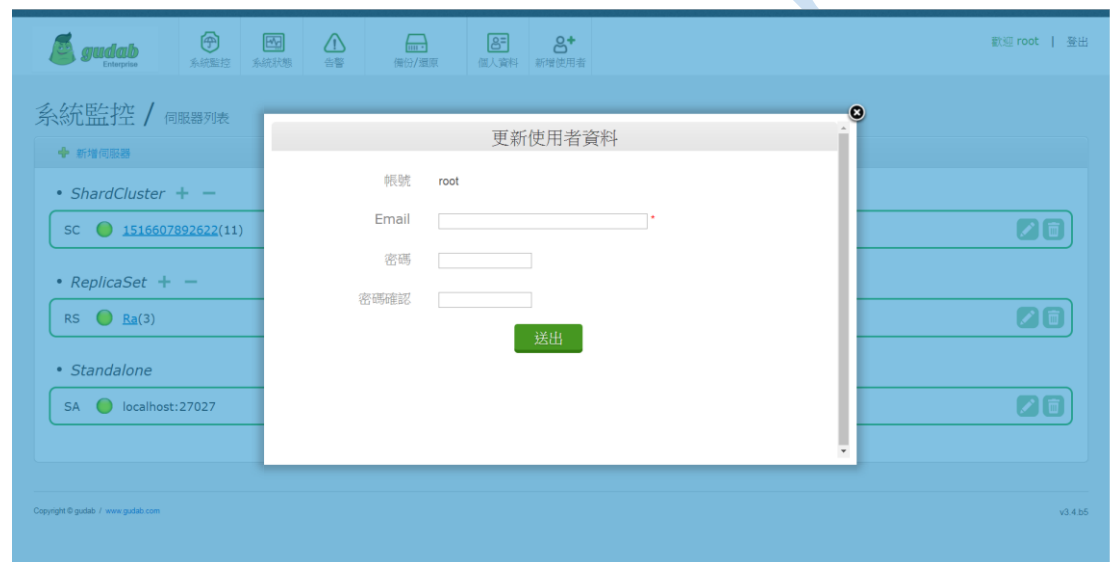 gudab
Enterprise
系統監控
系統狀態
告警
備份/還原
個人資料
新增使用者
歡迎 root | 登出
系統監控 / 伺服器列表
新增伺服器
• ShardCluster + −
SC 1516607892622(11)
• ReplicaSet + −
RS Ra(3)
• Standalone
SA localhost:27027
更新使用者資料
帳號 root
Email *
密碼
密碼確認
送出
Copyright © gudab / www.gudab.com
v3.4.b5